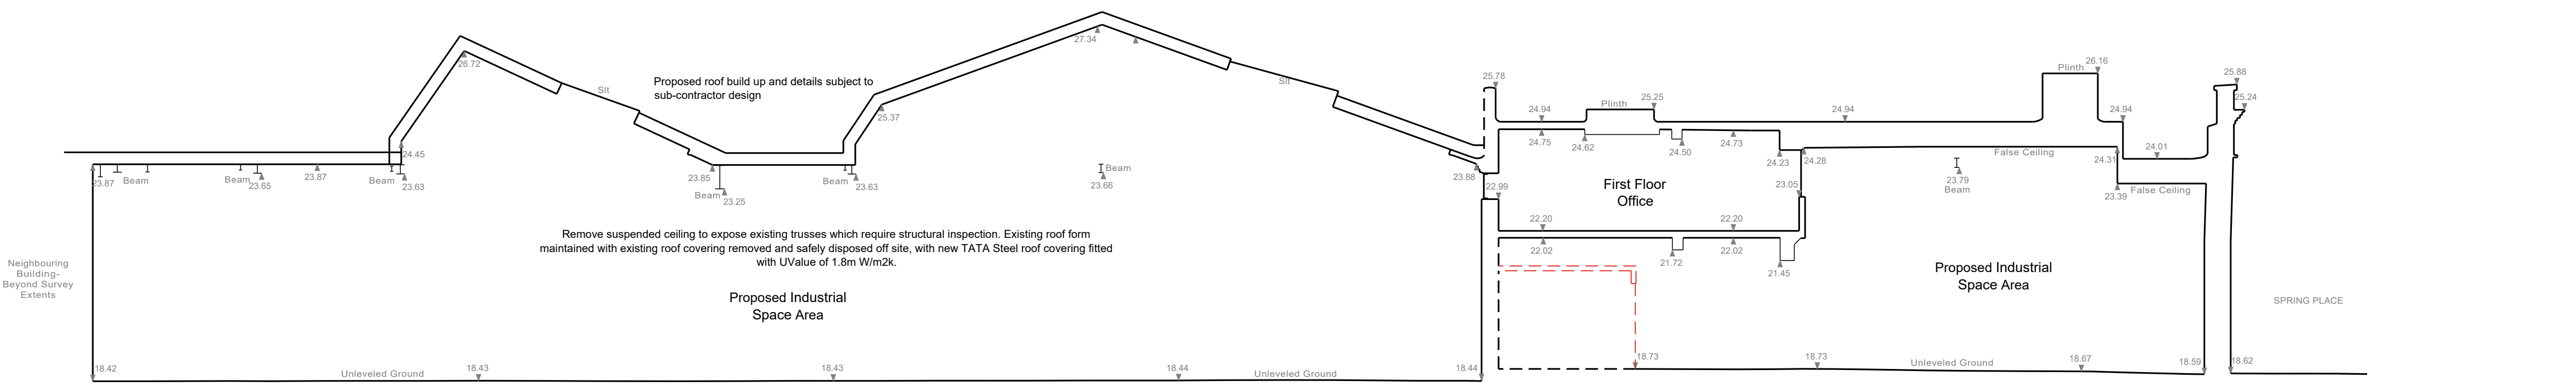 26.72
Slt
Proposed roof build up and details subject to
sub-contractor design
27.34
25.37
Slt
25.78
24.94
Plinth
25.25
24.94
Plinth
26.16
24.94
25.88
25.24
24.45
24.75
24.62
24.50
24.73
24.23
24.28
False Ceiling
24.31
24.01
23.87
Beam
Beam
23.65
23.87
Beam
23.63
23.85
Beam
23.25
Beam
23.63
Beam
23.66
23.88
22.99
First Floor
Office
23.05
23.79
Beam
23.39
False Ceiling
22.20
22.20
22.02
21.72
22.02
21.45
Remove suspended ceiling to expose existing trusses which require structural inspection. Existing roof form
maintained with existing roof covering removed and safely disposed off site, with new TATA Steel roof covering fitted
with UValue of 1.8m W/m2k.
Neighbouring
Building-
Beyond Survey
Extents
Proposed Industrial
Space Area
Proposed Industrial
Space Area
SPRING PLACE
18.42
Unleveled Ground
18.43
18.43
18.44
Unleveled Ground
18.44
18.73
18.73
Unleveled Ground
18.67
18.59
18.62